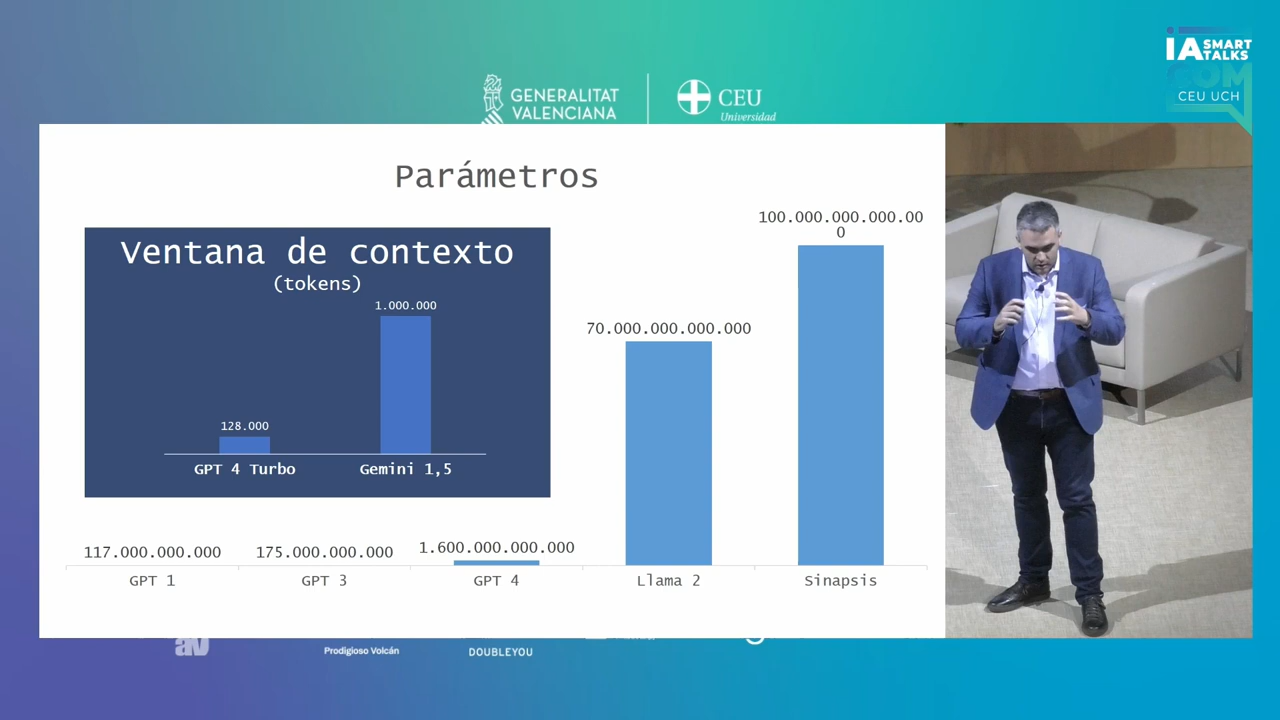 iA SMART
TALKS
COM
CEU UCH
GENERALITAT
VALENCIANA
CEU
Universidad
Parámetros
Ventana de contexto
(tokens)
1.000.000
128.000
GPT 4 Turbo
Gemini 1,5
100.000.000.000.00
0
70.000.000.000.000
117.000.000.000
175.000.000.000
1.600.000.000.000
GPT 1
GPT 3
GPT 4
Llama 2
Sinapsis
Prodigioso Volcán
DOUBLEYOU